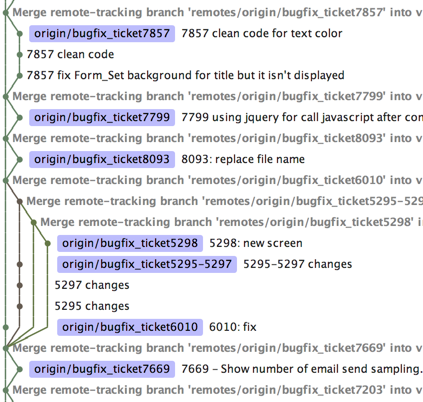 Merge remote-tracking branch 'remotes/origin/bugfix_ticket7857' into v
origin/bugfix_ticket7857 7857 clean code for text color
7857 clean code
7857 fix Form_Set background for title but it isn't displayed
Merge remote-tracking branch 'remotes/origin/bugfix_ticket7799' into v
origin/bugfix_ticket7799 7799 using jquery for call javascript after con
Merge remote-tracking branch 'remotes/origin/bugfix_ticket8093' into v
origin/bugfix_ticket8093 8093: replace file name
Merge remote-tracking branch 'remotes/origin/bugfix_ticket6010' into v
Merge remote-tracking branch 'remotes/origin/bugfix_ticket5295-529
Merge remote-tracking branch 'remotes/origin/bugfix_ticket5298' in
origin/bugfix_ticket5298 5298: new screen
origin/bugfix_ticket5295-5297 5295-5297 changes
5297 changes
5295 changes
origin/bugfix_ticket6010 6010: fix
Merge remote-tracking branch 'remotes/origin/bugfix_ticket7669' into v
origin/bugfix_ticket7669 7669 - Show number of email send sampling.
Merge remote-tracking branch 'remotes/origin/bugfix_ticket7203' into v